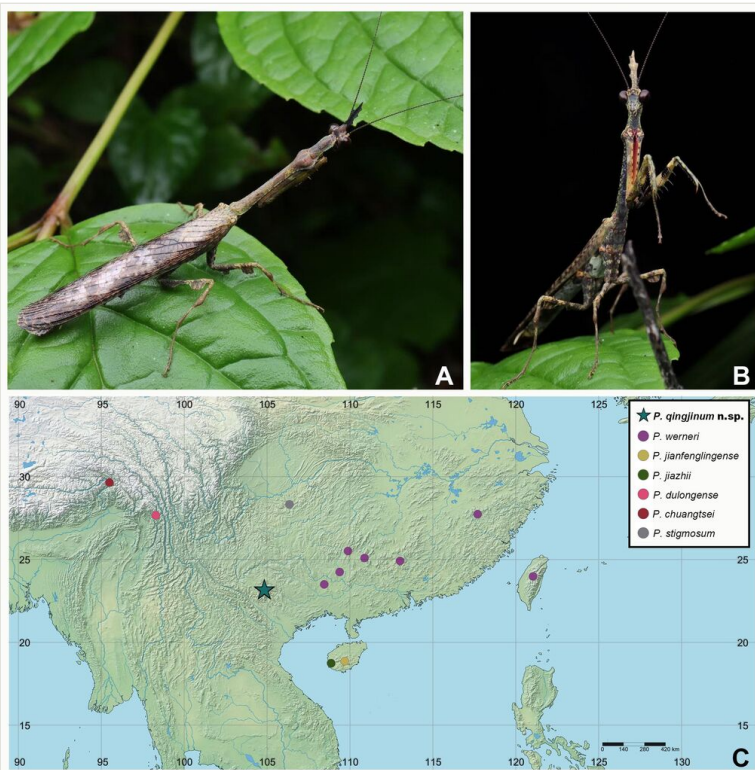 A
B
90
95
100
105
110
115
120
125
P. qingjinum n.sp.
P. werneri
P. jianfenglingense
P. jiazhii
P. dulongense
P. chuangtsei
P. stigmosum
30
25
20
15
90
95
100
105
110
115
120
125
130
0 140 280 420 km
C